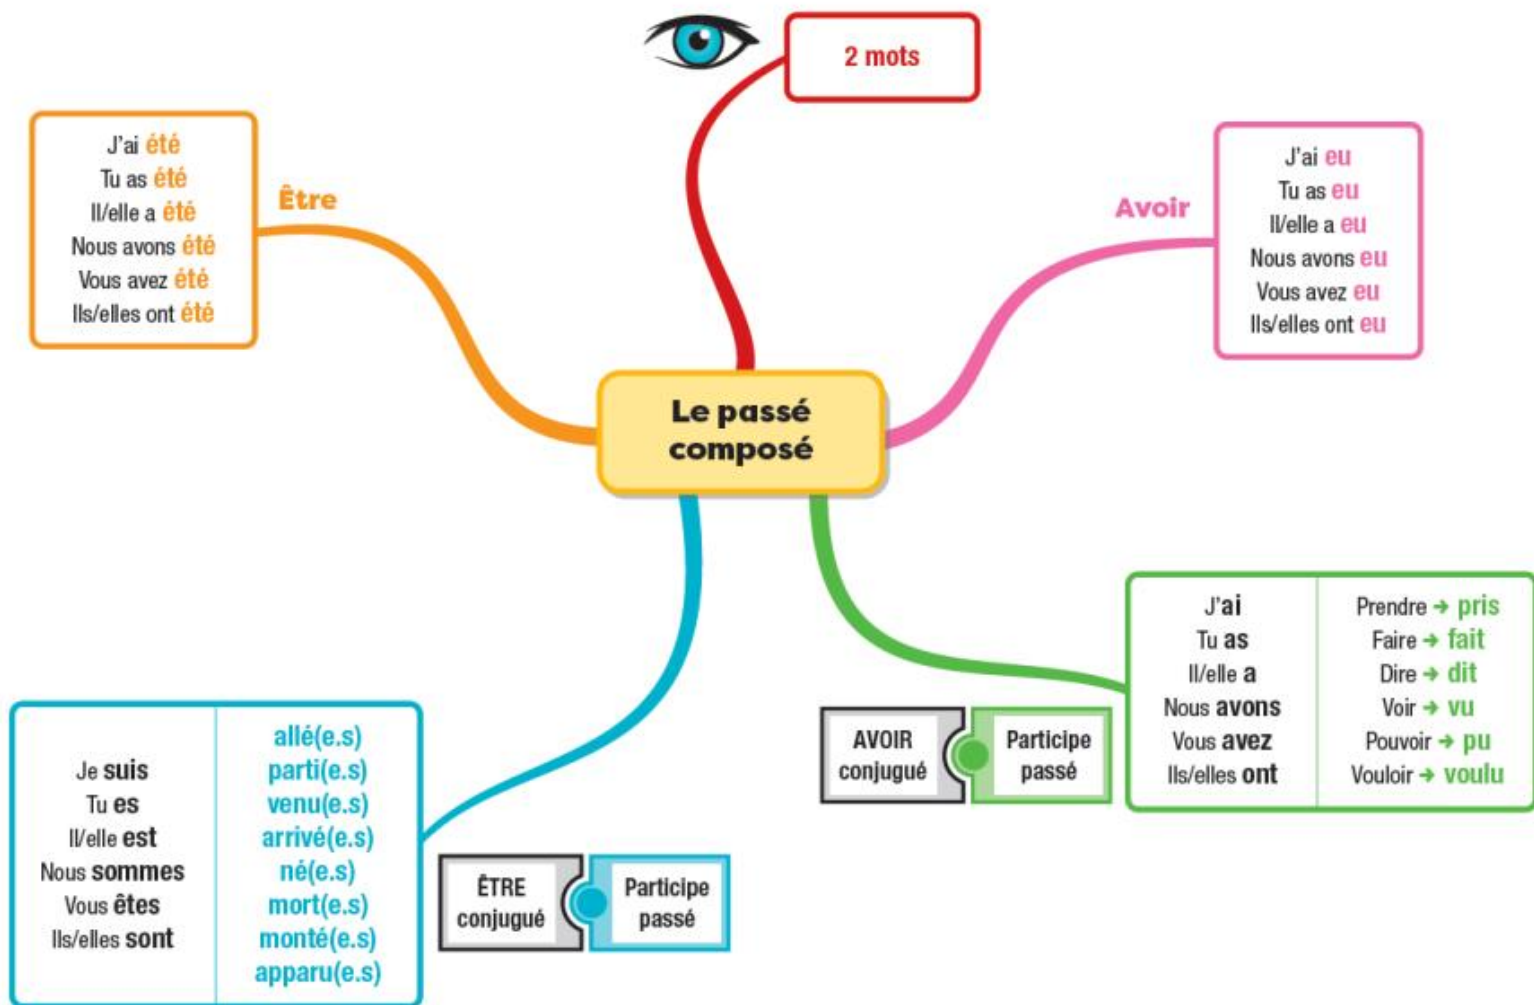 2 mots
J'ai été
Tu as été
Il/elle a été
Nous avons été
Vous avez été
Ils/elles ont été
Être
Avoir
J'ai eu
Tu as eu
Il/elle a eu
Nous avons eu
Vous avez eu
Ils/elles ont eu
Le passé
composé
Je suis
Tu es
Il/elle est
Nous sommes
Vous êtes
Ils/elles sont
allé(e.s)
parti(e.s)
venu(e.s)
arrivé(e.s)
né(e.s)
mort(e.s)
monté(e.s)
apparu(e.s)
ÊTRE
conjugué
Participe
passé
AVOIR
conjugué
Participe
passé
J'ai
Tu as
Il/elle a
Nous avons
Vous avez
Ils/elles ont
Prendre → pris
Faire → fait
Dire → dit
Voir → vu
Pouvoir → pu
Vouloir → voulu